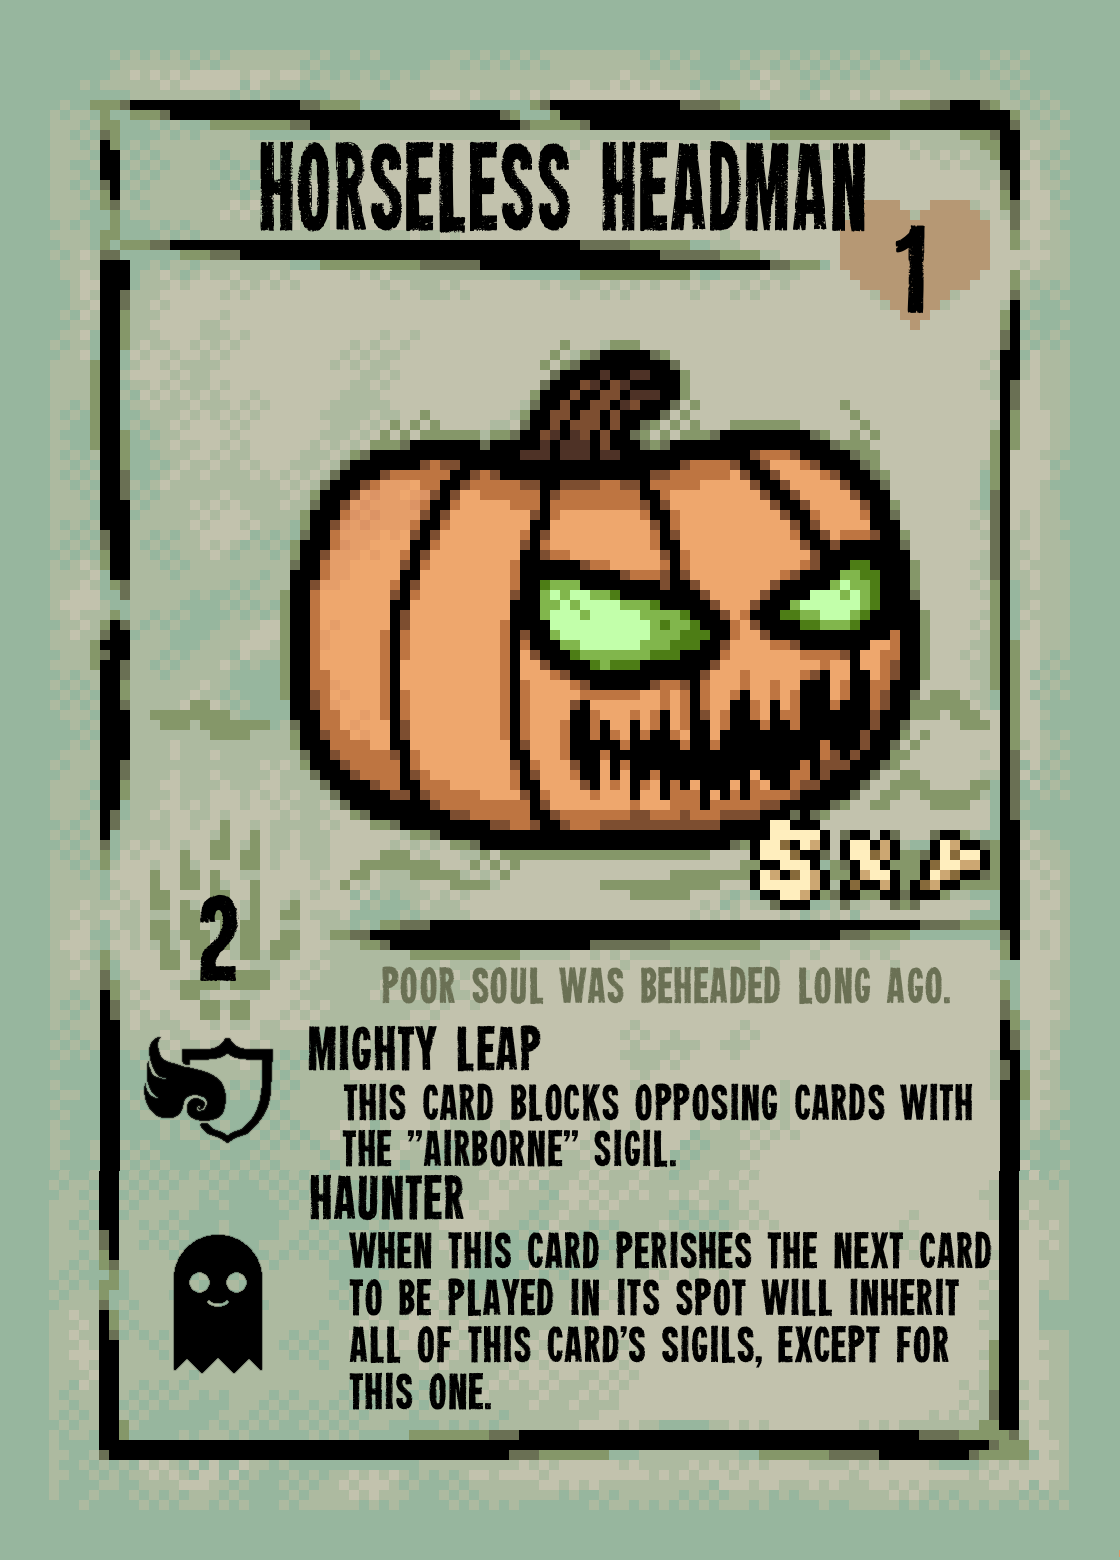 HORSELESS HEADMAN
1
5 X
2
POOR SOUL WAS BEHEADED LONG AGO.
MIGHTY LEAP
THIS CARD BLOCKS OPPOSING CARDS WITH
THE "AIRBORNE" SIGIL.
HAUNTER
WHEN THIS CARD PERISHES THE NEXT CARD
TO BE PLAYED IN ITS SPOT WILL INHERIT
ALL OF THIS CARD'S SIGILS, EXCEPT FOR
THIS ONE.